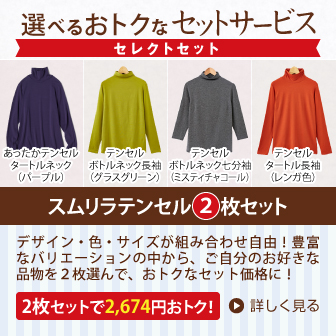 選べるおトクなセットサービス
セレクトセット
あったかテンセル
タートルネック
(パープル)
テンセル
ボトルネック長袖
(グラスグリーン)
テンセル
ボトルネック七分袖
(ミスティチャコール)
テンセル
タートル長袖
(レンガ色)
スムリラテンセル2枚セット
デザイン・色・サイズが組み合わせ自由！豊富
なバリエーションの中から、ご自分のお好きな
品物を2枚選んで、おトクなセット価格に！
2枚セットで2,674円おトク!
詳しく見る